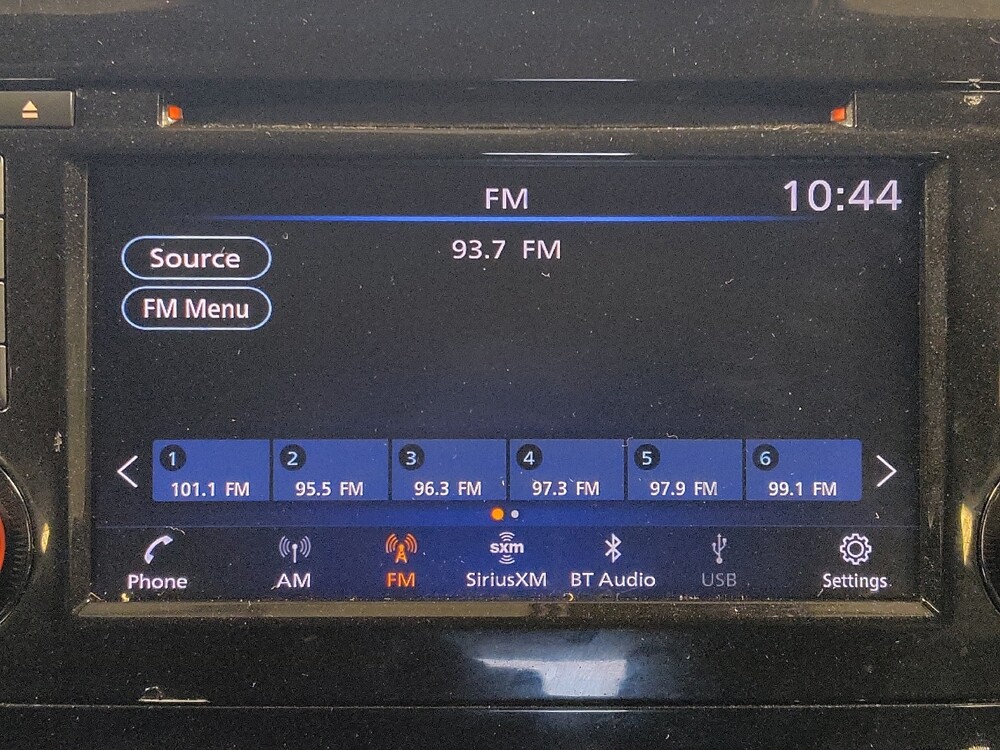 FM
10:44
Source
93.7 FM
FM Menu
1 2 3 4 5 6
101.1 FM 95.5 FM 96.3 FM 97.3 FM 97.9 FM 99.1 FM
sxm
Phone AM FM SiriusXM BT Audio USB Settings